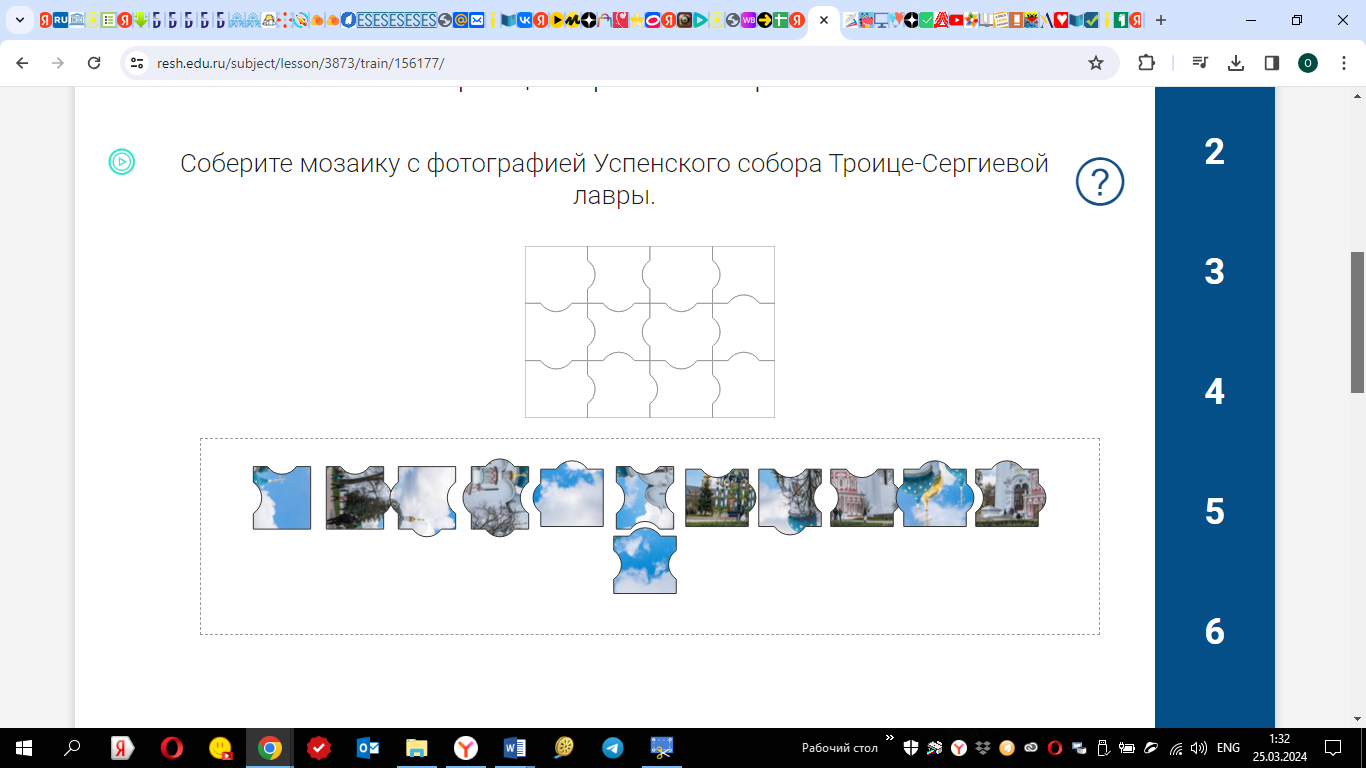 resh.edu.ru/subject/lesson/3873/train/156177/
Соберите мозаику с фотографией Успенского собора Троице-Сергиевой
лавры.
?
2
3
4
5
6
Рабочий стол
»
ENG
1:32
25.03.2024